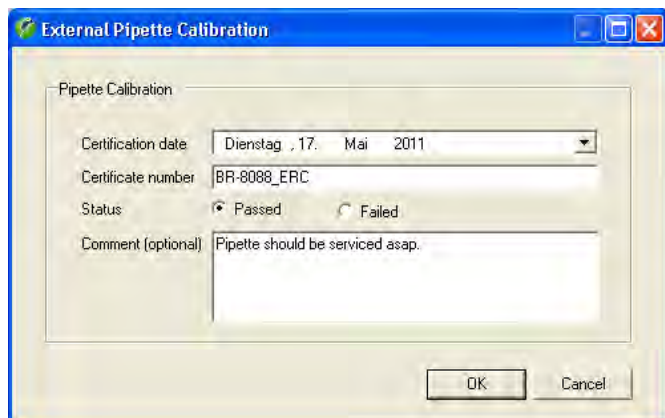 External Pipette Calibration
Pipette Calibration
Certification date Dienstag , 17. Mai 2011
Certificate number BR-8088_ERC
Status Passed Failed
Comment (optional) Pipette should be serviced asap.
OK Cancel